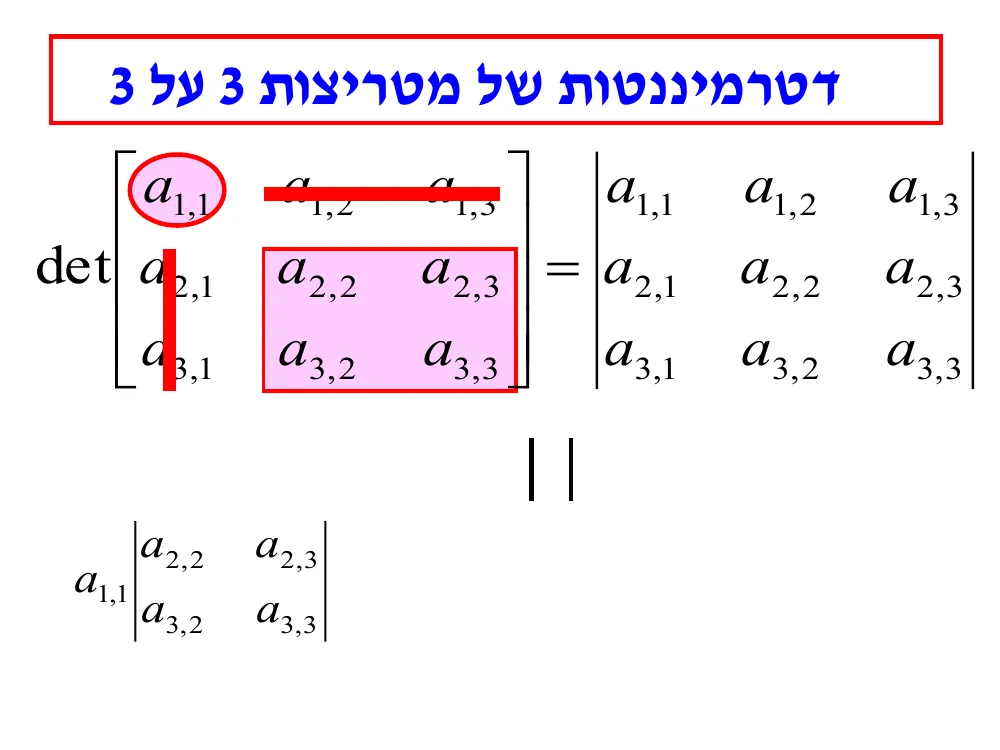 דטרמיננטות של מטריצות 3 על 3
det [ a1,1 a1,2 a1,3 ] = | a1,1 a1,2 a1,3 |
a2,1 a2,2 a2,3 a2,1 a2,2 a2,3
a3,1 a3,2 a3,3 a3,1 a3,2 a3,3
| |
a1,1 | a2,2 a2,3 |
a3,2 a3,3